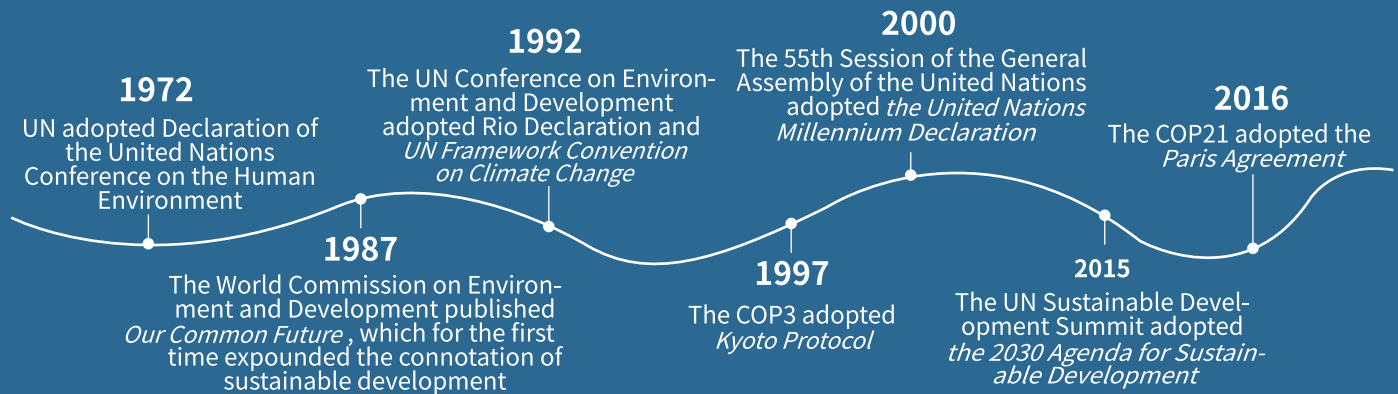 1972
UN adopted Declaration of
the United Nations
Conference on the Human
Environment
1987
The World Commission on Environ-
ment and Development published
Our Common Future , which for the first
time expounded the connotation of
sustainable development
1992
The UN Conference on Environ-
ment and Development
adopted Rio Declaration and
UN Framework Convention
on Climate Change
1997
The COP3 adopted
Kyoto Protocol
2000
The 55th Session of the General
Assembly of the United Nations
adopted the United Nations
Millennium Declaration
2015
The UN Sustainable Devel-
opment Summit adopted
the 2030 Agenda for Sustain-
able Development
2016
The COP21 adopted the
Paris Agreement